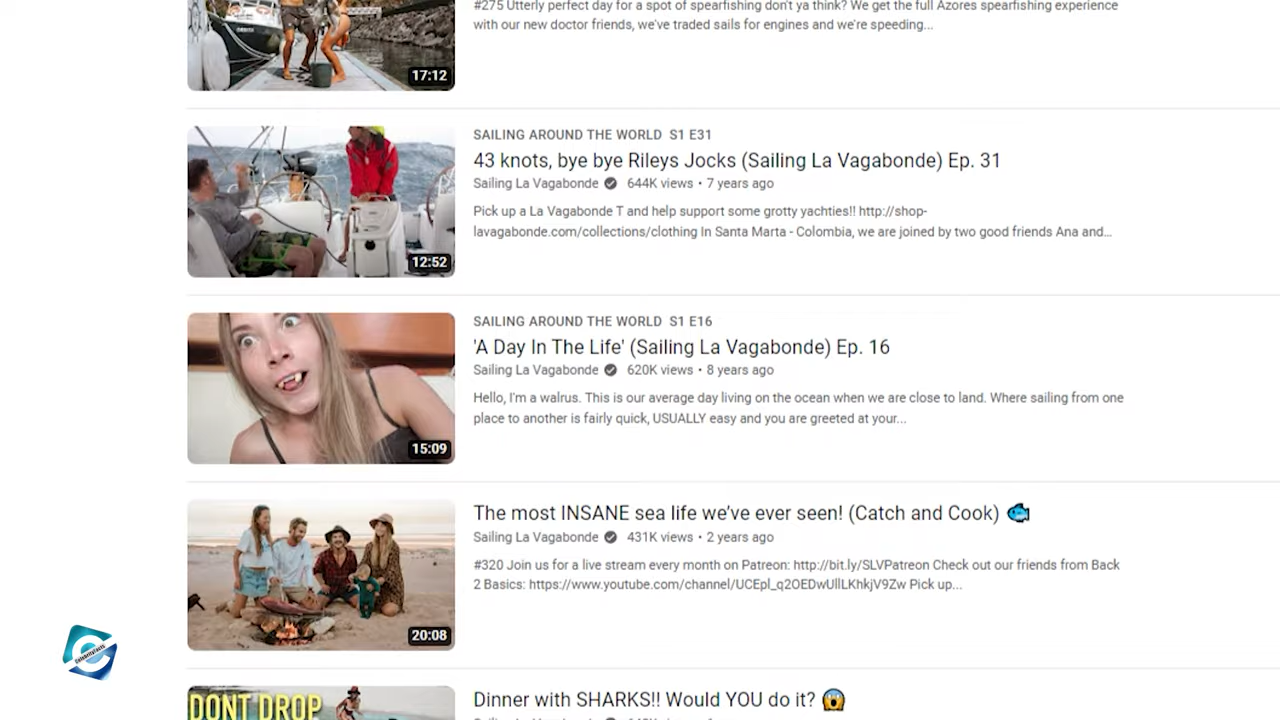 #275 Utterly perfect day for a spot of spearfishing don't ya think? We get the full Azores spearfishing experience
with our new doctor friends, we've traded sails for engines and we're speeding...
17:12
SAILING AROUND THE WORLD S1 E31
43 knots, bye bye Rileys Jocks (Sailing La Vagabonde) Ep. 31
Sailing La Vagabonde 644K views • 7 years ago
Pick up a La Vagabonde T and help support some grotty yachties!! http://shop-
lavagabonde.com/collections/clothing In Santa Marta - Colombia, we are joined by two good friends Ana and...
12:52
SAILING AROUND THE WORLD S1 E16
'A Day In The Life' (Sailing La Vagabonde) Ep. 16
Sailing La Vagabonde 620K views • 8 years ago
Hello, I'm a walrus. This is our average day living on the ocean when we are close to land. Where sailing from one
place to another is fairly quick, USUALLY easy and you are greeted at your...
15:09
The most INSANE sea life we've ever seen! (Catch and Cook)
Sailing La Vagabonde 431K views • 2 years ago
#320 Join us for a live stream every month on Patreon: http://bit.ly/SLVPatreon Check out our friends from Back
2 Basics: https://www.youtube.com/channel/UCEpl_q2OEDwUllLKhkjV9Zw Pick up...
20:08
DONT DROP
Dinner with SHARKS!! Would YOU do it?